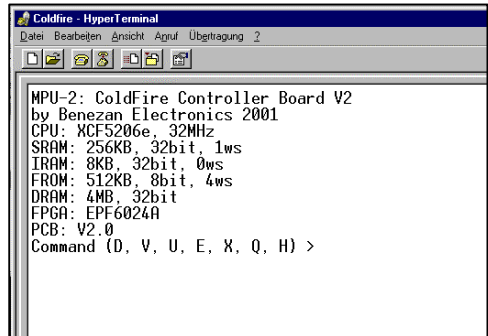 Coldfire - HyperTerminal
Datei Bearbeiten Ansicht Anruf Übertragung ?
MPU-2: ColdFire Controller Board V2
by Benezan Electronics 2001
CPU: XCF5206e, 32MHz
SRAM: 256KB, 32bit, 1ws
IRAM: 8KB, 32bit, 0ws
FROM: 512KB, 8bit, 4ws
DRAM: 4MB, 32bit
FPGA: EPF6024A
PCB: V2.0
Command (D, V, U, E, X, Q, H) >